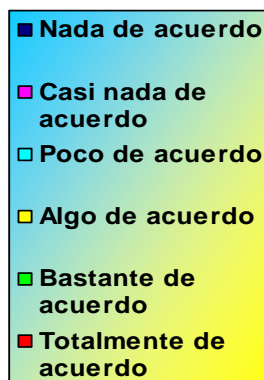 Nada de acuerdo
Casi nada de
acuerdo
Poco de acuerdo
Algo de acuerdo
Bastante de
acuerdo
Totalmente de
acuerdo